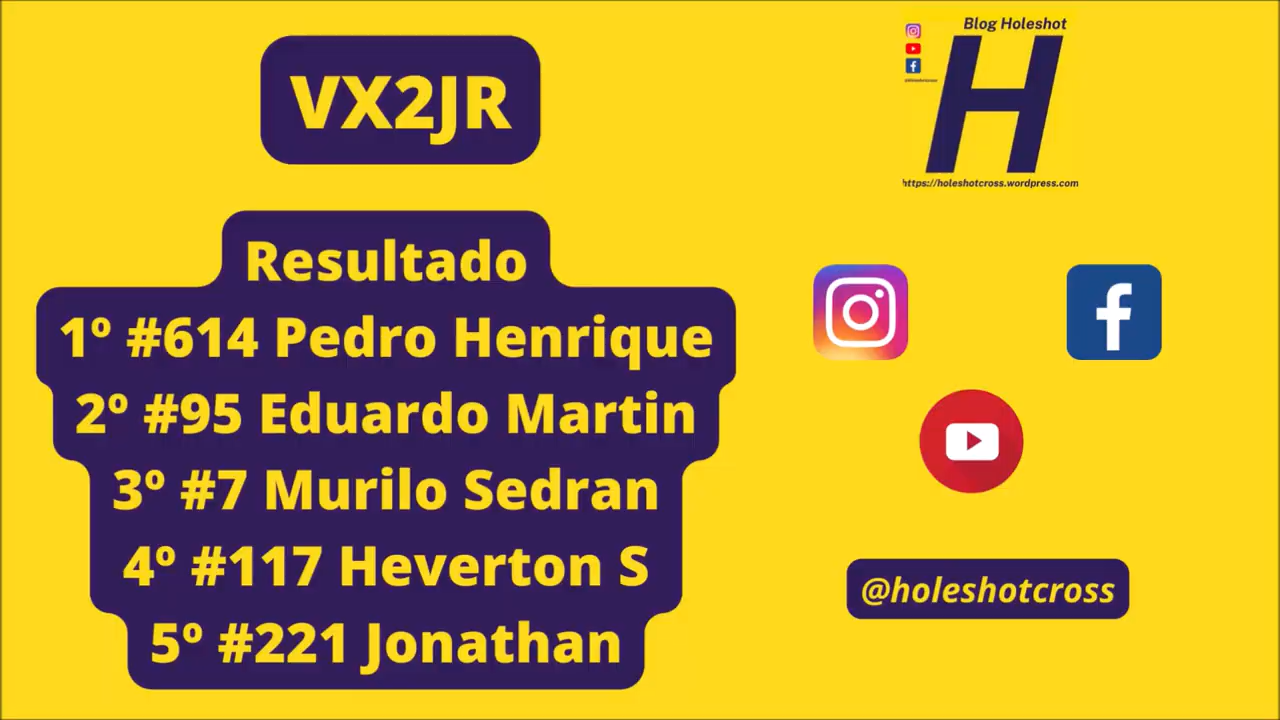 VX2JR
Resultado
1º #614 Pedro Henrique
2º #95 Eduardo Martin
3º #7 Murilo Sedran
4º #117 Heverton S
5º #221 Jonathan
Blog Holeshot
@holeshotcross
H
https://holeshotcross.wordpress.com
@holeshotcross